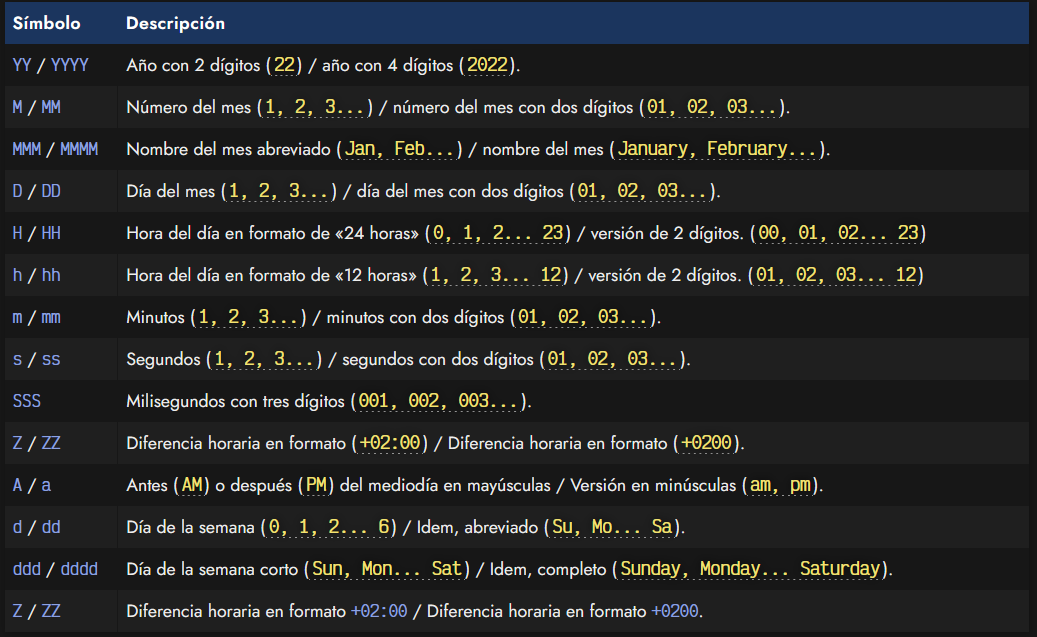 Símbolo Descripción
YY / YYYY Año con 2 dígitos (22) / año con 4 dígitos (2022).
M / MM Número del mes (1, 2, 3...) / número del mes con dos dígitos (01, 02, 03...).
MMM / MMMM Nombre del mes abreviado (Jan, Feb...) / nombre del mes (January, February...).
D / DD Día del mes (1, 2, 3...) / día del mes con dos dígitos (01, 02, 03...).
H / HH Hora del día en formato de «24 horas» (0, 1, 2... 23) / versión de 2 dígitos. (00, 01, 02... 23)
h / hh Hora del día en formato de «12 horas» (1, 2, 3... 12) / versión de 2 dígitos. (01, 02, 03... 12)
m / mm Minutos (1, 2, 3...) / minutos con dos dígitos (01, 02, 03...).
s / ss Segundos (1, 2, 3...) / segundos con dos dígitos (01, 02, 03...).
SSS Milisegundos con tres dígitos (001, 002, 003...).
Z / ZZ Diferencia horaria en formato (+02:00) / Diferencia horaria en formato (+0200).
A / a Antes (AM) o después (PM) del mediodía en mayúsculas / Versión en minúsculas (am, pm).
d / dd Día de la semana (0, 1, 2... 6) / Idem, abreviado (Su, Mo... Sa).
ddd / dddd Día de la semana corto (Sun, Mon... Sat) / Idem, completo (Sunday, Monday... Saturday).
Z / ZZ Diferencia horaria en formato +02:00 / Diferencia horaria en formato +0200.